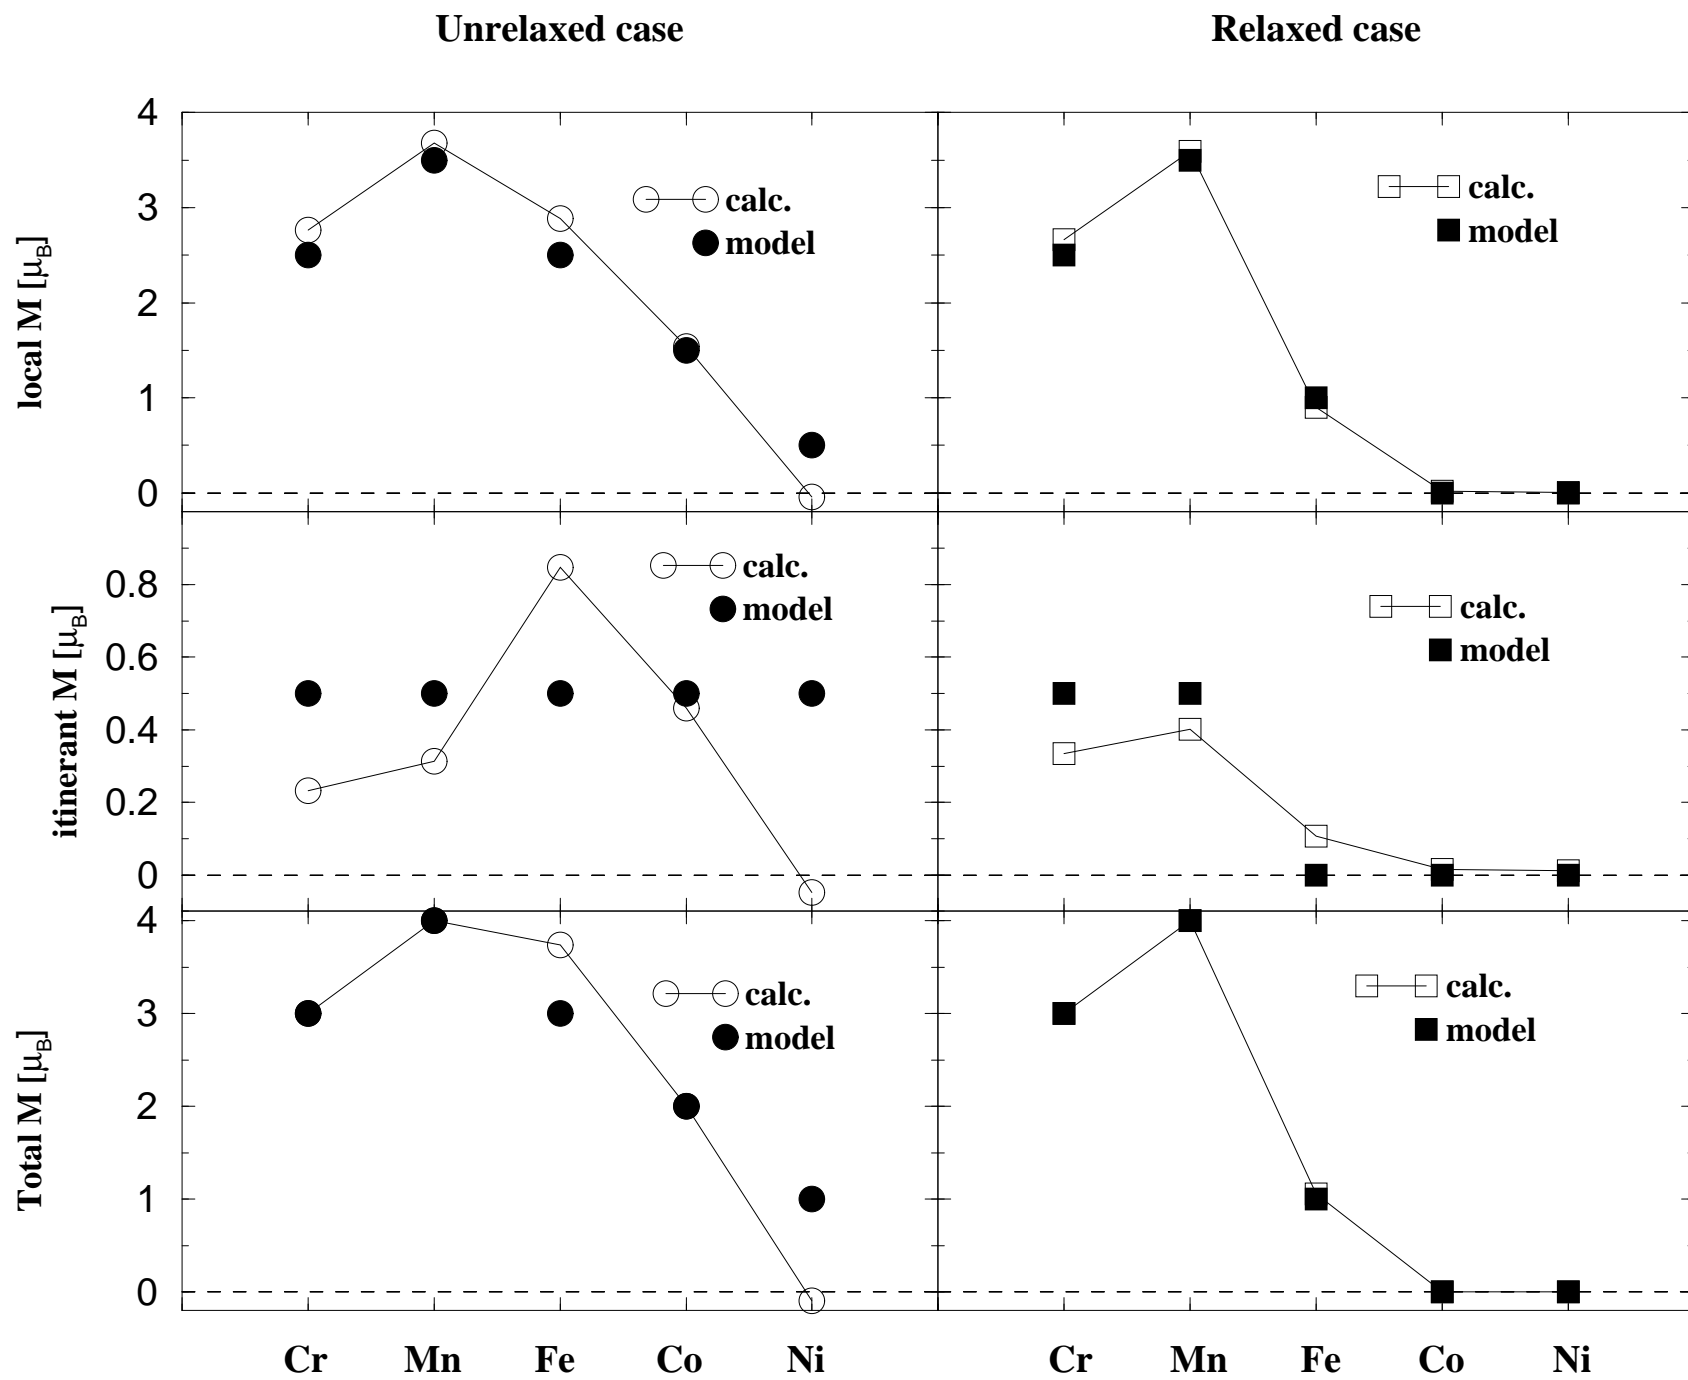 Unrelaxed case
Relaxed case
local M [μB]
4
3
2
1
0
calc.
model
calc.
model
itinerant M [μB]
0.8
0.6
0.4
0.2
0
calc.
model
calc.
model
Total M [μB]
4
3
2
1
0
calc.
model
calc.
model
Cr Mn Fe Co Ni
Cr Mn Fe Co Ni